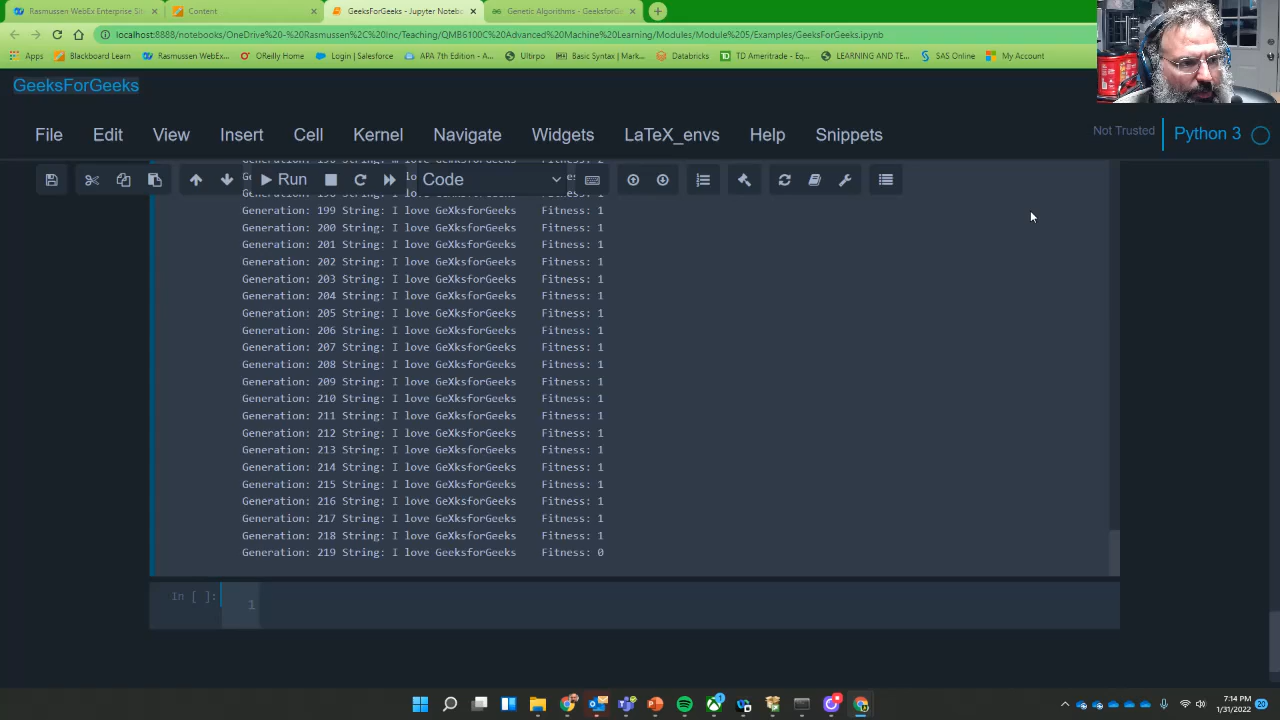 Rasmussen WebEx Enterprise Sit
Content
GeeksForGeeks - Jupyter Notebo
Genetic Algorithms - GeeksforGe
localhost:8888/notebooks/OneDrive%20-%20Rasmussen%2C%20Inc/Teaching/QMB6100C%20Advanced%20Machine%20Learning/Modules/Module%205/Examples/GeeksForGeeks.ipynb
Apps
Blackboard Learn
Rasmussen WebEx...
OReilly Home
Login | Salesforce
APA 7th Edition - A...
Ultirpo
Basic Syntax | Mark...
Databricks
TD Ameritrade - Cl...
LEARNING AND TE...
SAS Online
My Account
GeeksForGeeks
File Edit View Insert Cell Kernel Navigate Widgets LaTeX_envs Help Snippets
Not Trusted
Python 3
Run
Code
Generation: 199 String: I love GeXksforGeeks Fitness: 1
Generation: 200 String: I love GeXksforGeeks Fitness: 1
Generation: 201 String: I love GeXksforGeeks Fitness: 1
Generation: 202 String: I love GeXksforGeeks Fitness: 1
Generation: 203 String: I love GeXksforGeeks Fitness: 1
Generation: 204 String: I love GeXksforGeeks Fitness: 1
Generation: 205 String: I love GeXksforGeeks Fitness: 1
Generation: 206 String: I love GeXksforGeeks Fitness: 1
Generation: 207 String: I love GeXksforGeeks Fitness: 1
Generation: 208 String: I love GeXksforGeeks Fitness: 1
Generation: 209 String: I love GeXksforGeeks Fitness: 1
Generation: 210 String: I love GeXksforGeeks Fitness: 1
Generation: 211 String: I love GeXksforGeeks Fitness: 1
Generation: 212 String: I love GeXksforGeeks Fitness: 1
Generation: 213 String: I love GeXksforGeeks Fitness: 1
Generation: 214 String: I love GeXksforGeeks Fitness: 1
Generation: 215 String: I love GeXksforGeeks Fitness: 1
Generation: 216 String: I love GeXksforGeeks Fitness: 1
Generation: 217 String: I love GeXksforGeeks Fitness: 1
Generation: 218 String: I love GeXksforGeeks Fitness: 1
Generation: 219 String: I love GeeksforGeeks Fitness: 0
In [ ]:
1
7:14 PM
1/31/2022
20